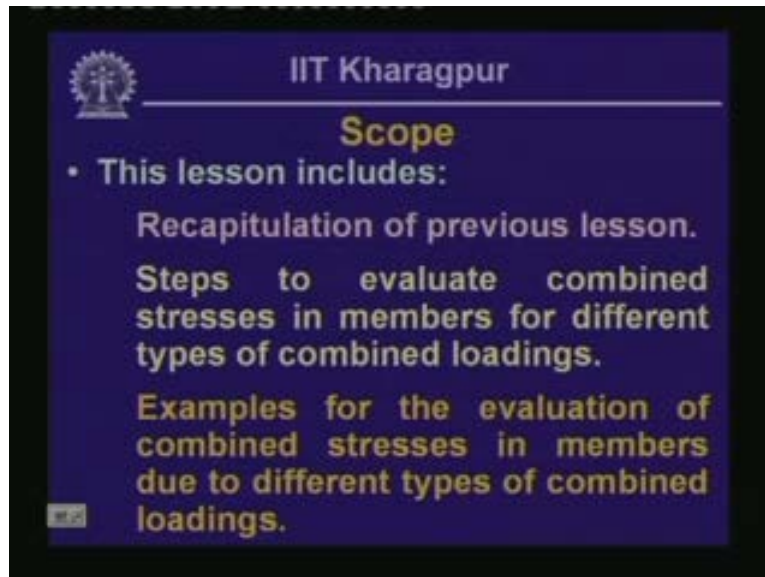 IIT Kharagpur
Scope
• This lesson includes:
Recapitulation of previous lesson.
Steps to evaluate combined
stresses in members for different
types of combined loadings.
Examples for the evaluation of
combined stresses in members
due to different types of combined
loadings.